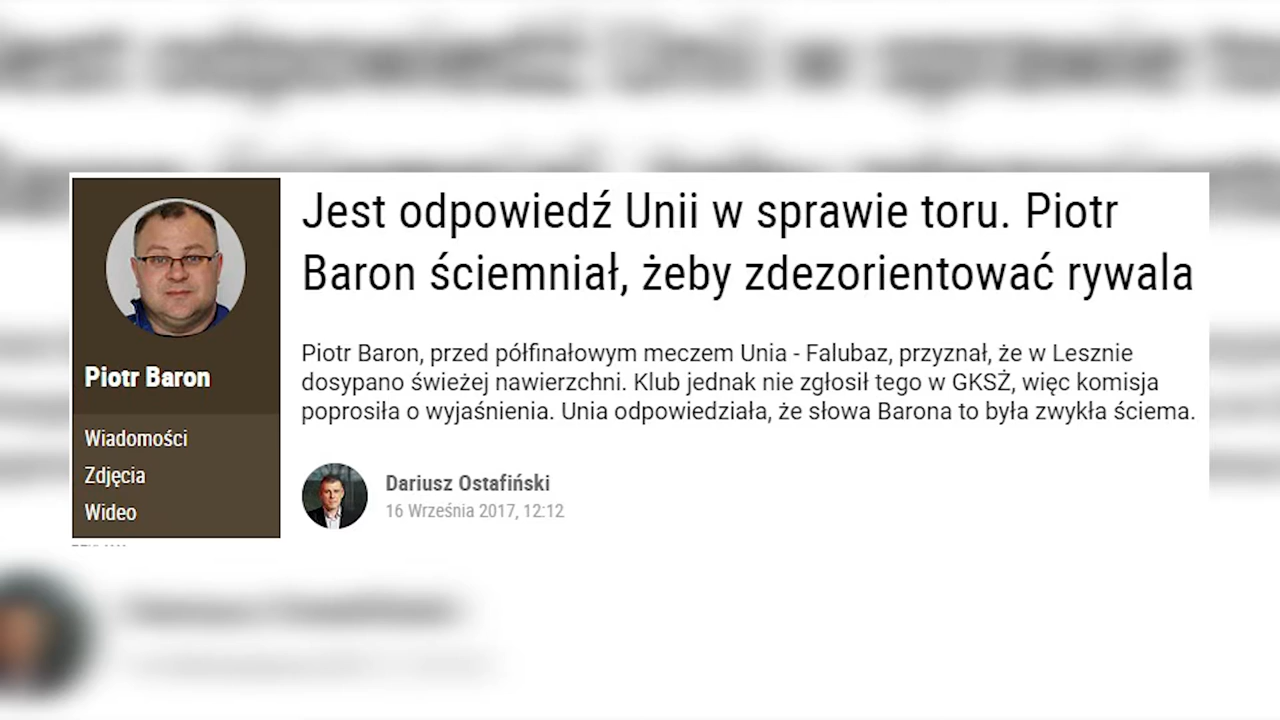 Jest odpowiedź Unii w sprawie toru. Piotr
Baron ściemniał, żeby zdezorientować rywala
Piotr Baron, przed półfinałowym meczem Unia - Falubaz, przyznał, że w Lesznie
dosypano świeżej nawierzchni. Klub jednak nie zgłosił tego w GKSŻ, więc komisja
poprosiła o wyjaśnienia. Unia odpowiedziała, że słowa Barona to była zwykła ściema.
Dariusz Ostafiński
16 Września 2017, 12:12
Piotr Baron
Wiadomości
Zdjęcia
Wideo